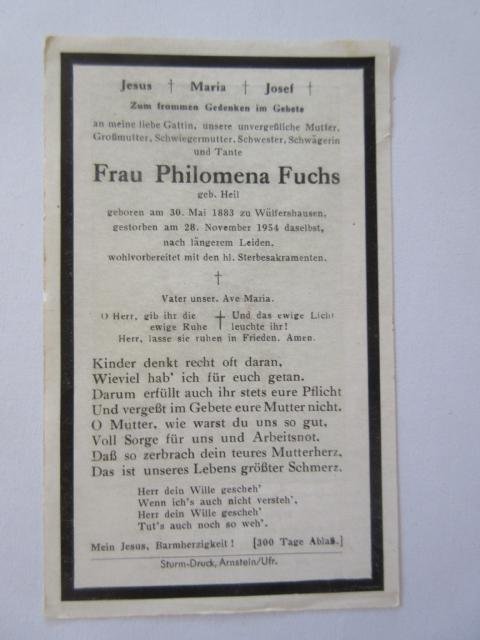 Jesus † Maria † Josef †
Zum frommen Gedenken im Gebete
an meine liebe Gattin, unsere unvergeßliche Mutter,
Großmutter, Schwiegermutter, Schwester, Schwägerin
und Tante
Frau Philomena Fuchs
geb. Heil
geboren am 30. Mai 1883 zu Wülfershausen,
gestorben am 28. November 1954 daselbst,
nach längerem Leiden,
wohlvorbereitet mit den hl. Sterbesakramenten.
†
Vater unser. Ave Maria.
O Herr, gib ihr die † Und das ewige Licht
ewige Ruhe leuchte ihr!
Herr, lasse sie ruhen in Frieden. Amen.
Kinder denkt recht oft daran,
Wieviel hab' ich für euch getan.
Darum erfüllt auch ihr stets eure Pflicht
Und vergeßt im Gebete eure Mutter nicht.
O Mutter, wie warst du uns so gut,
Voll Sorge für uns und Arbeitsnot.
Daß so zerbrach dein teures Mutterherz,
Das ist unseres Lebens größter Schmerz.
Herr dein Wille gescheh'
Wenn ich's auch nicht versteh',
Herr dein Wille gescheh'
Tut's auch noch so weh'.
Mein Jesus, Barmherzigkeit! [300 Tage Ablaß.]
Sturm-Druck, Arnstein/Ufr.